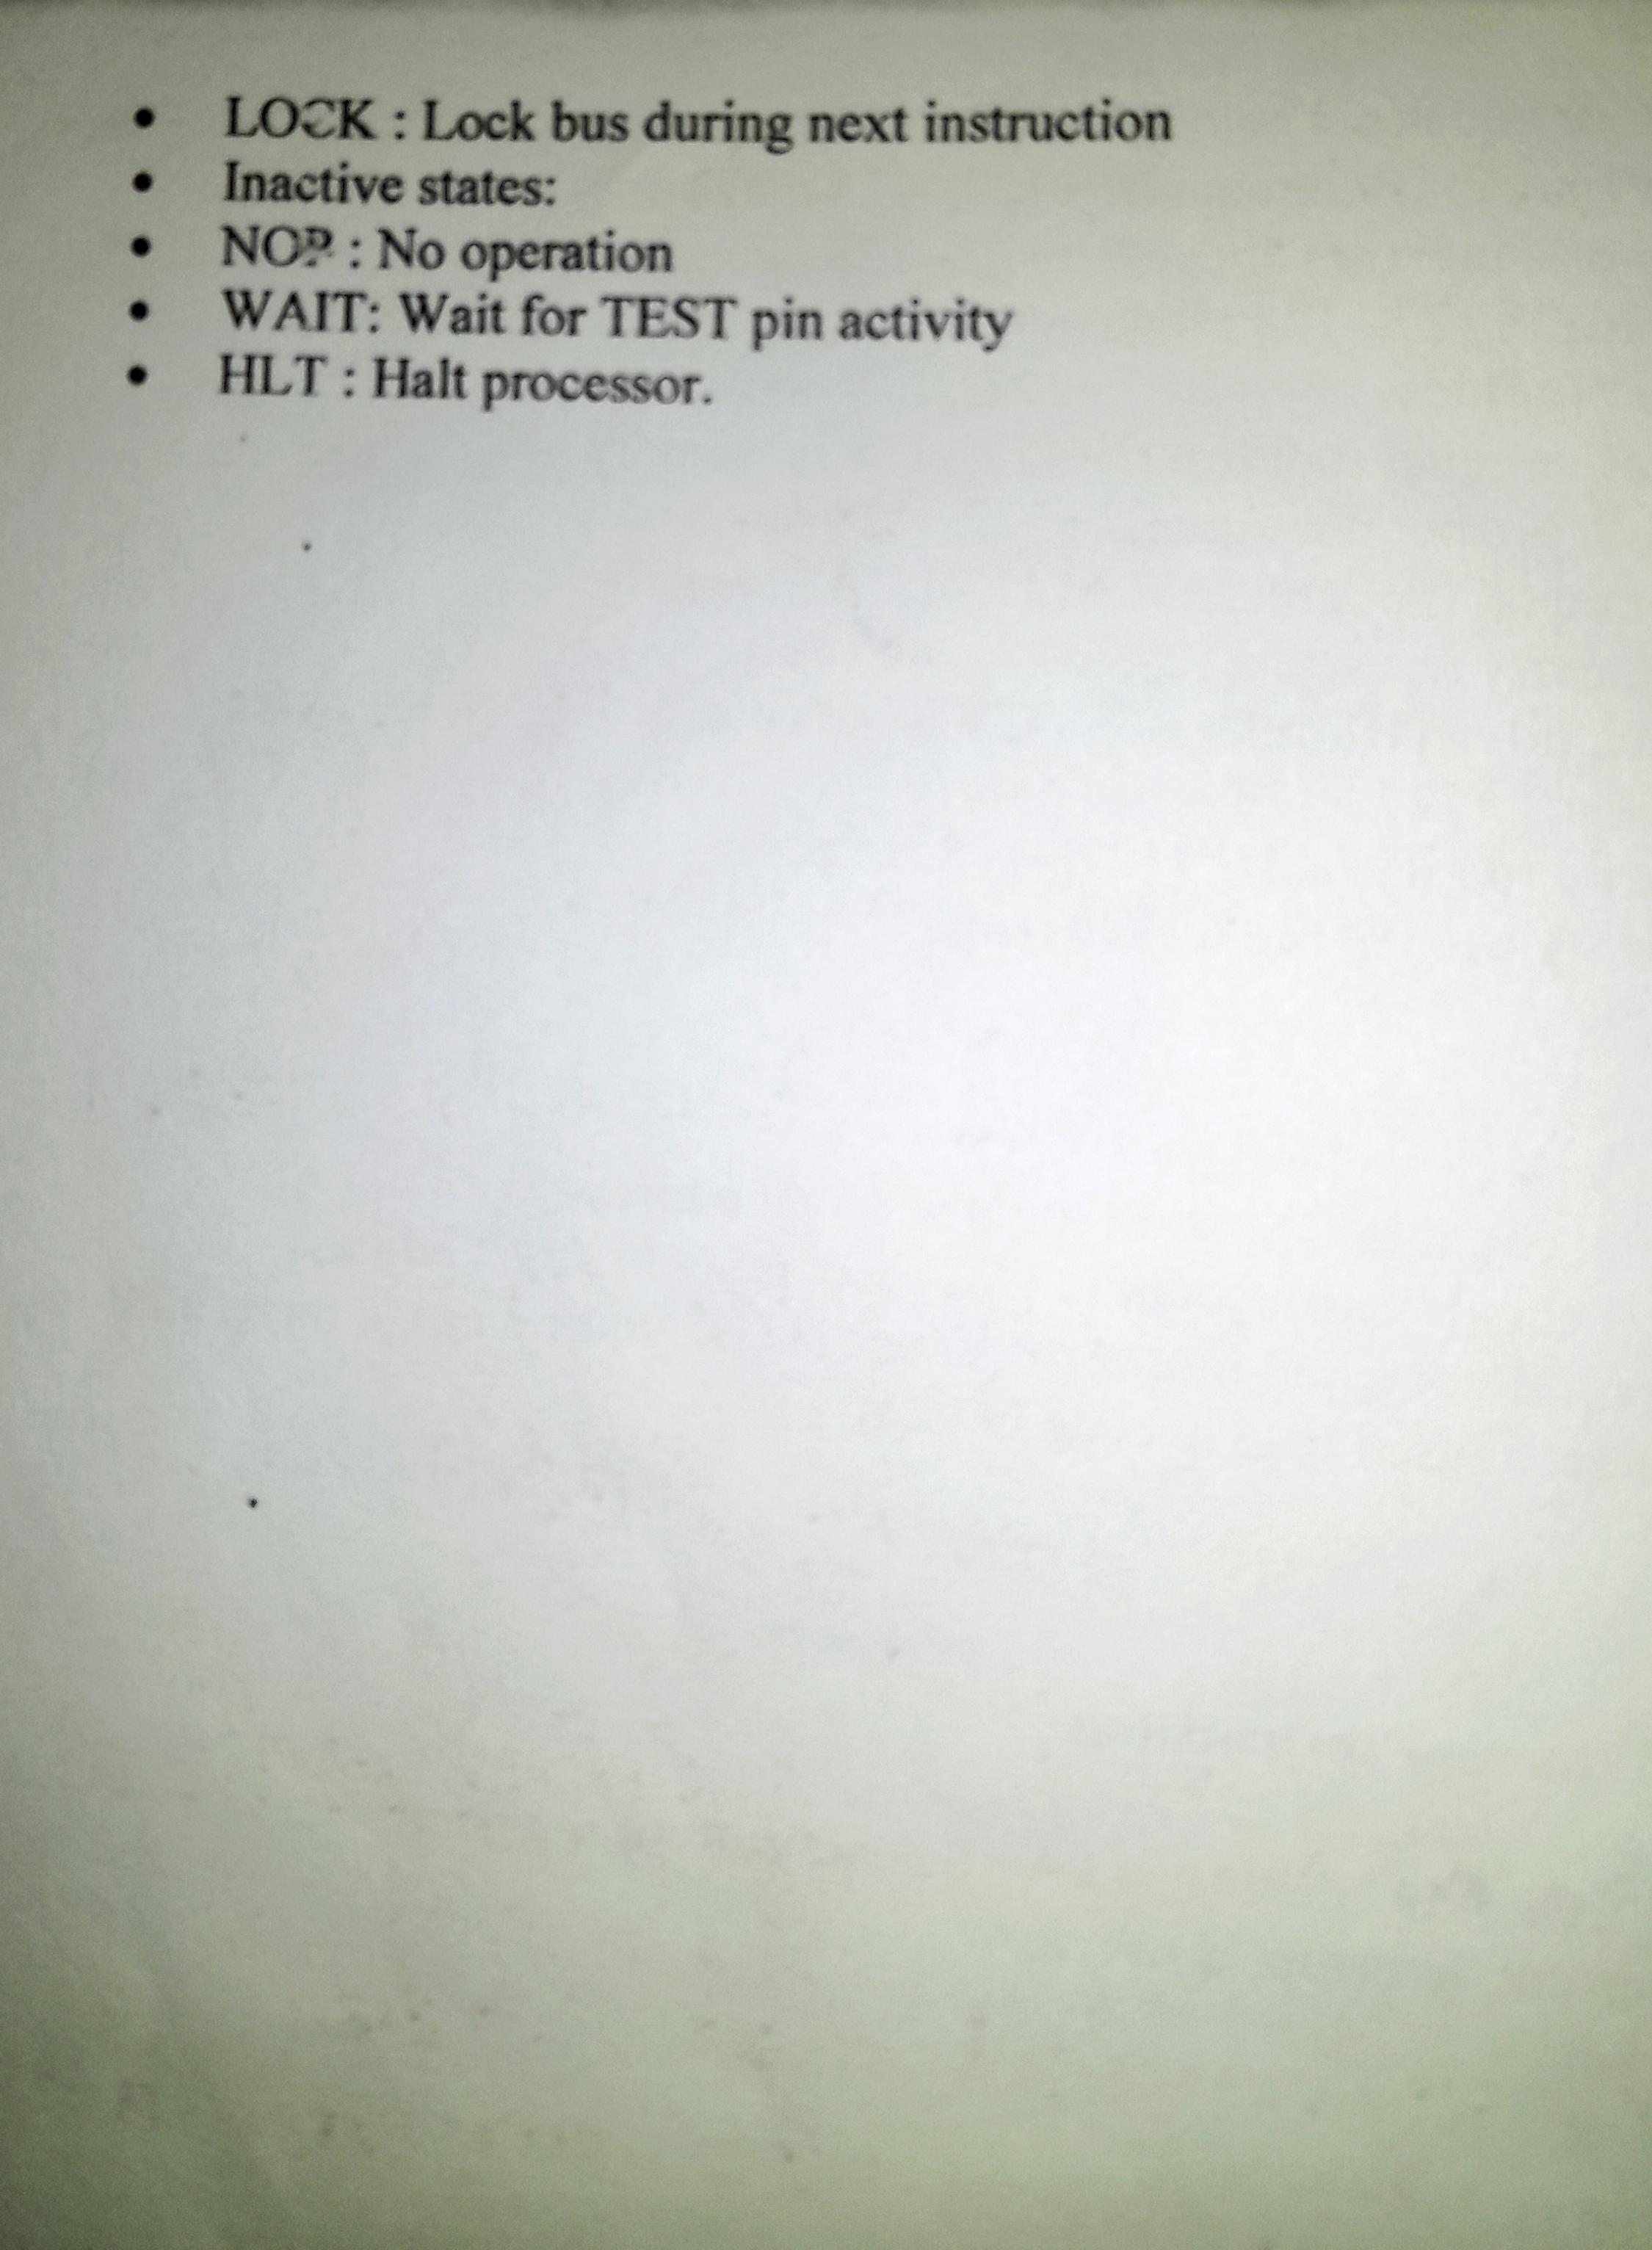 • LOCK : Lock bus during next instruction
• Inactive states:
• NOP : No operation
• WAIT: Wait for TEST pin activity
• HLT : Halt processor.